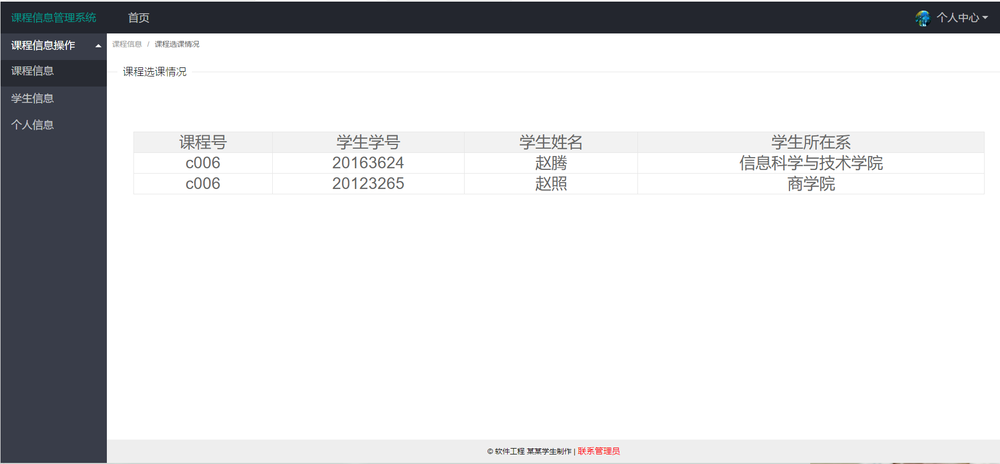 课程信息管理系统 首页 个人中心
课程信息操作
课程信息
学生信息
个人信息
课程信息 / 课程选课情况
课程选课情况
课程号 学生学号 学生姓名 学生所在系
c006 20163624 赵腾 信息科学与技术学院
c006 20123265 赵照 商学院
© 软件工程 某某学生制作 | 联系管理员